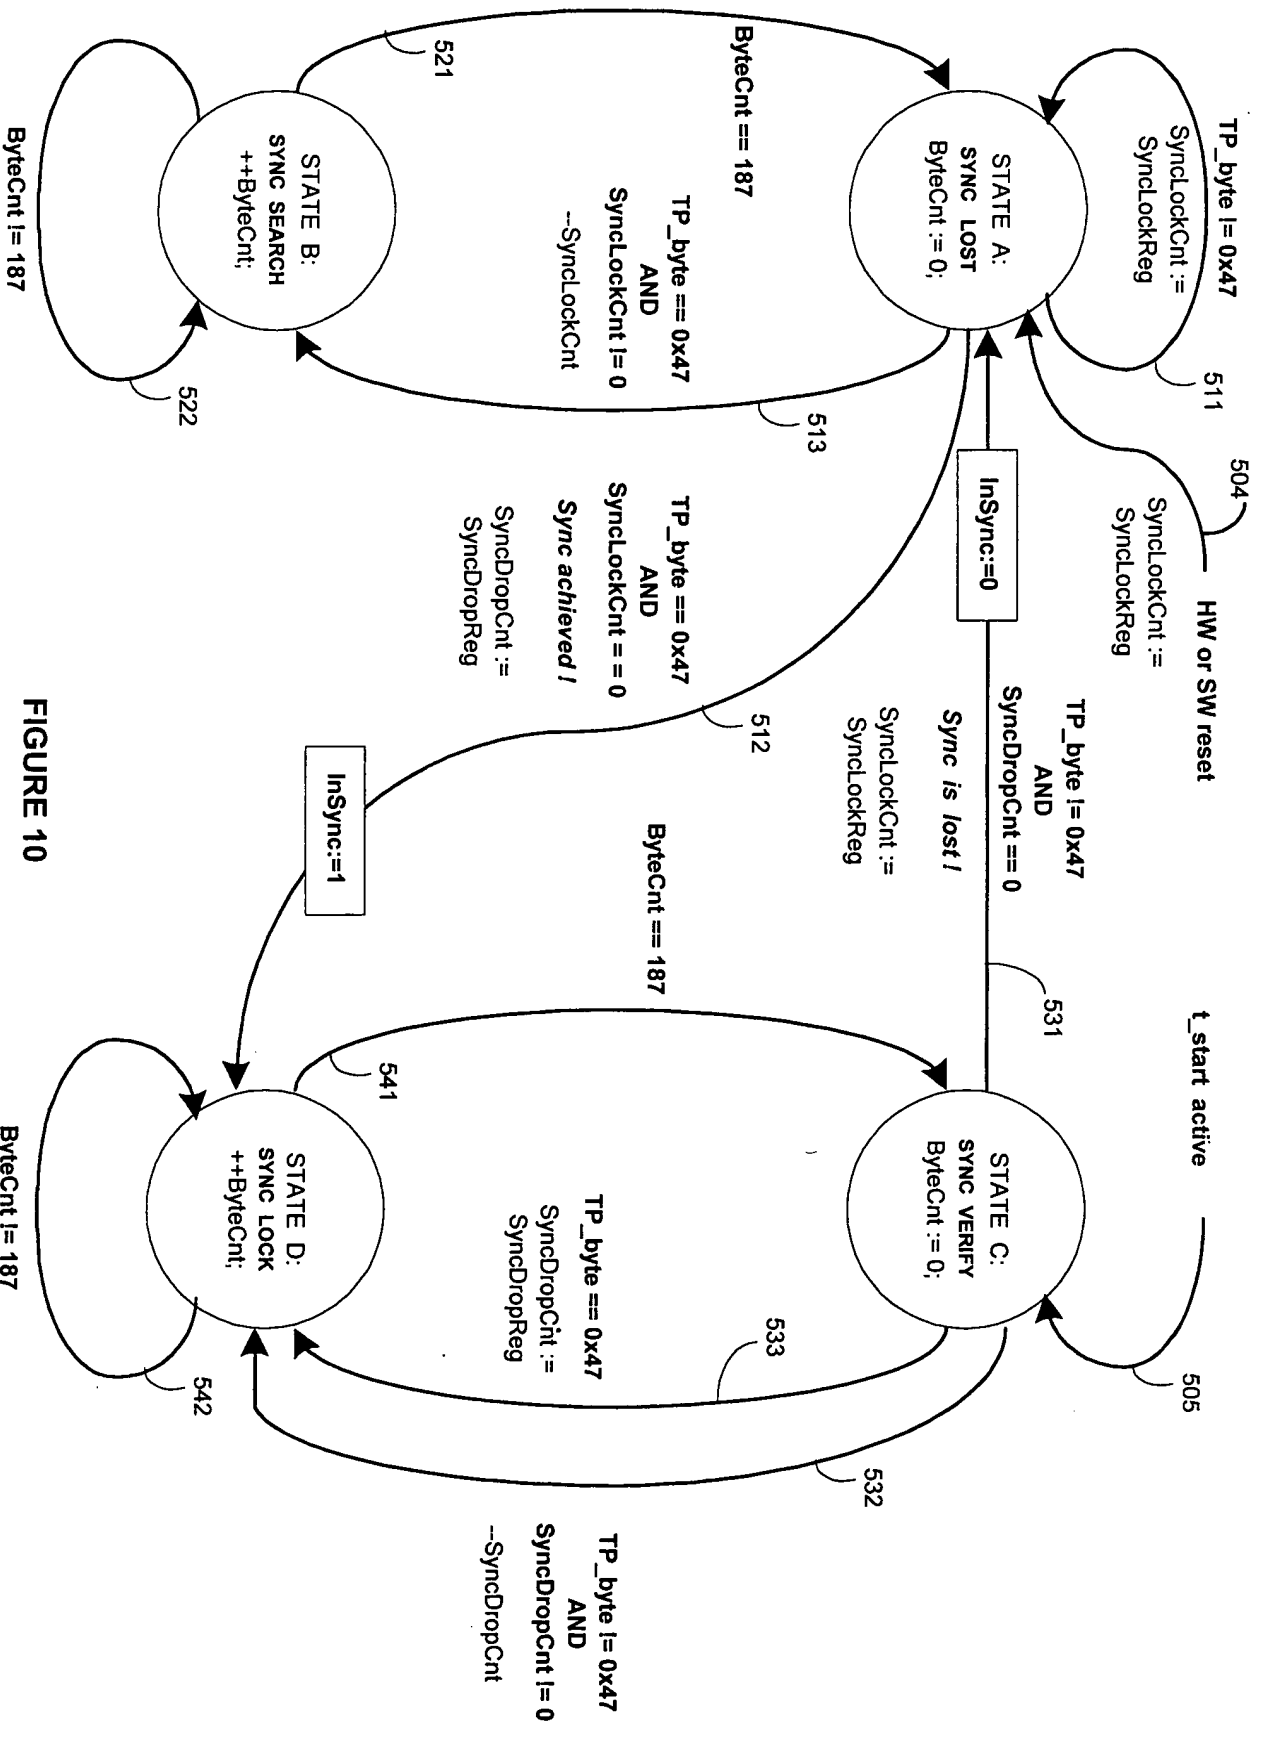 TP_byte != 0x47
SyncLockCnt :=
SyncLockReg
511
504
HW or SW reset
SyncLockCnt :=
SyncLockReg
t_start active
505
STATE A:
SYNC LOST
ByteCnt := 0;
InSync:=0
TP_byte != 0x47
AND
SyncDropCnt == 0
Sync is lost !
SyncLockCnt :=
SyncLockReg
531
STATE C:
SYNC VERIFY
ByteCnt := 0;
ByteCnt == 187
521
TP_byte == 0x47
AND
SyncLockCnt != 0
--SyncLockCnt
513
TP_byte == 0x47
AND
SyncLockCnt = = 0
Sync achieved !
SyncDropCnt :=
SyncDropReg
512
InSync:=1
ByteCnt == 187
541
TP_byte == 0x47
SyncDropCnt :=
SyncDropReg
533
532
TP_byte != 0x47
AND
SyncDropCnt != 0
--SyncDropCnt
STATE B:
SYNC SEARCH
++ByteCnt;
522
ByteCnt != 187
STATE D:
SYNC LOCK
++ByteCnt;
542
ByteCnt != 187
FIGURE 10